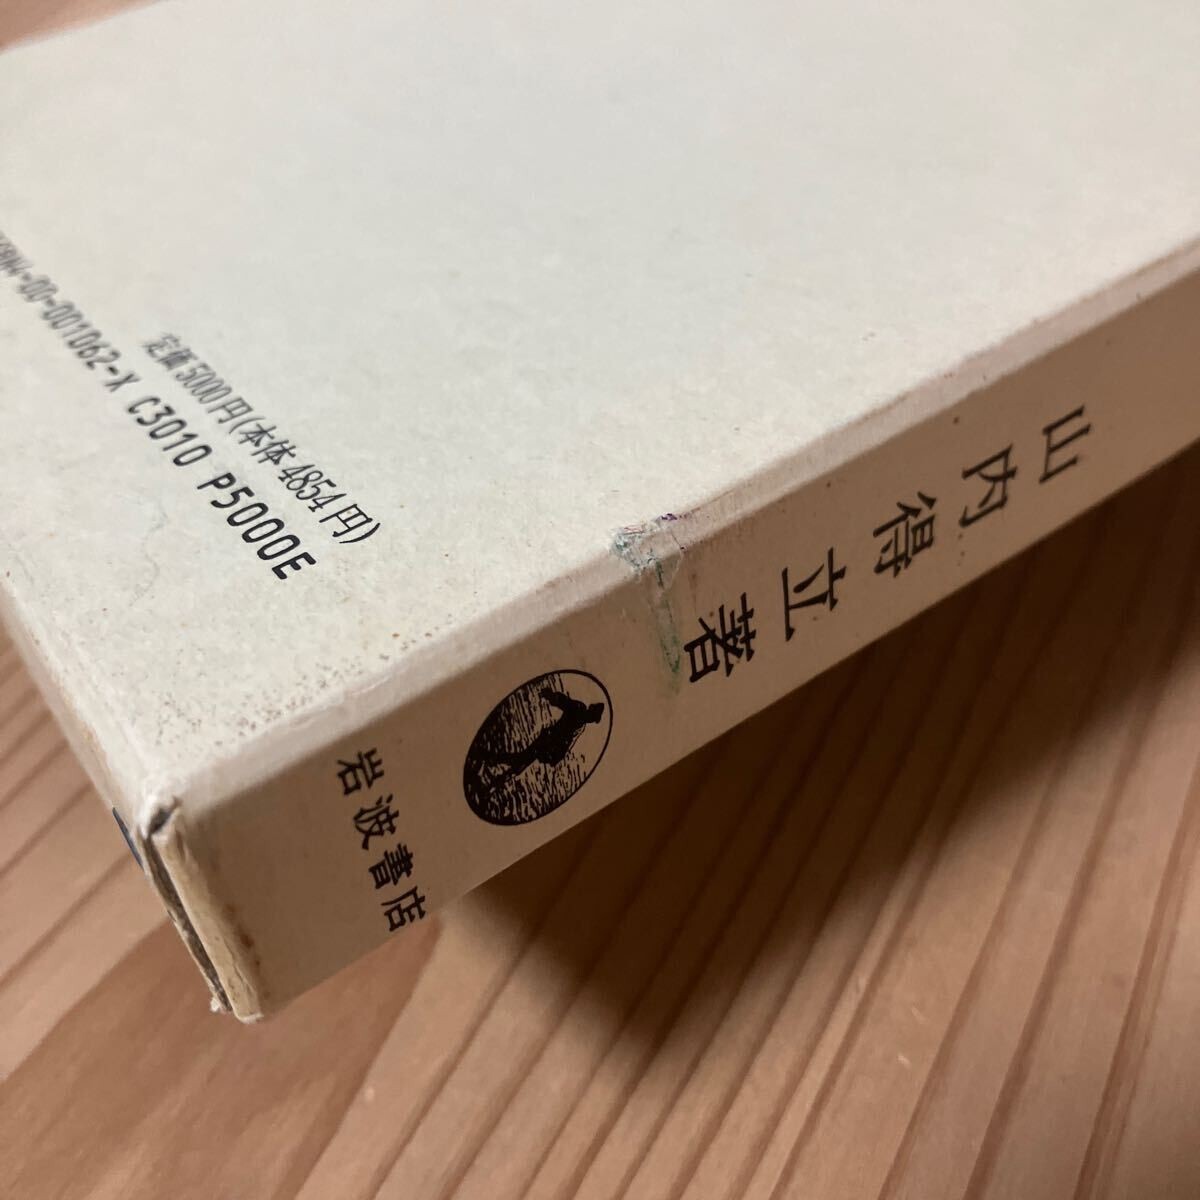 定価5000円(本体4854円)
ISBN4-00-001062-X C3010 P5000E
山内得立著
岩波書店